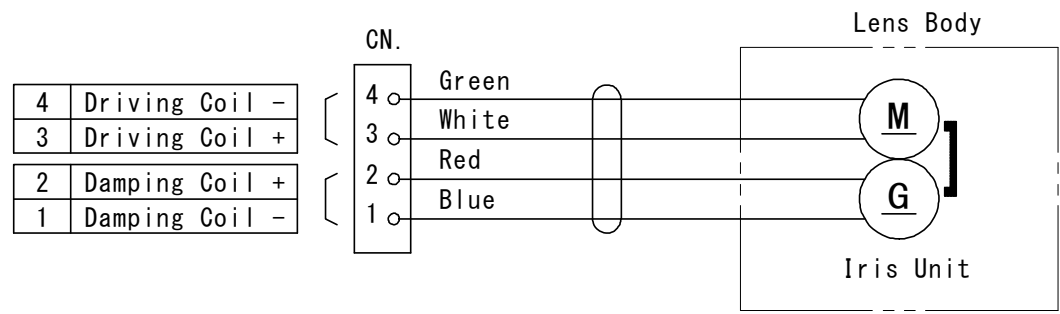 Lens Body
CN.
4 Driving Coil −
3 Driving Coil +
2 Damping Coil +
1 Damping Coil −
4 Green
3 White
2 Red
1 Blue
M
G
Iris Unit